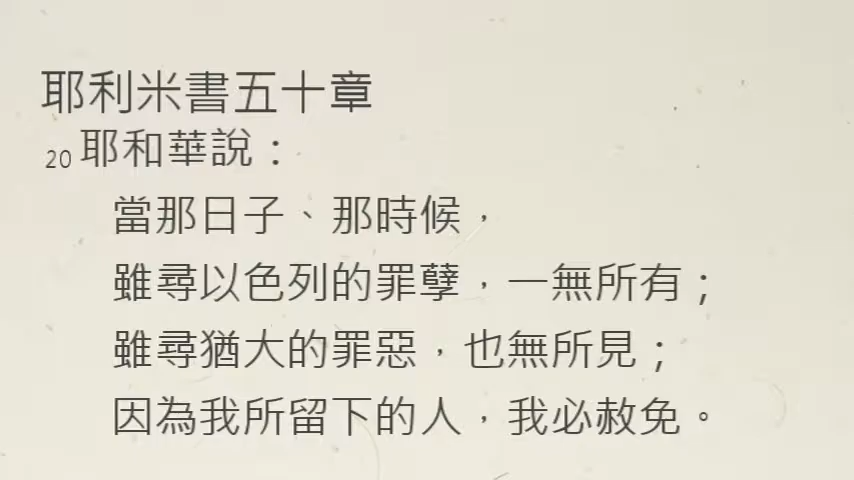 耶利米書五十章
20 耶和華說：
當那日子、那時候，
雖尋以色列的罪孽，一無所有；
雖尋猶大的罪惡，也無所見；
因為我所留下的人，我必赦免。